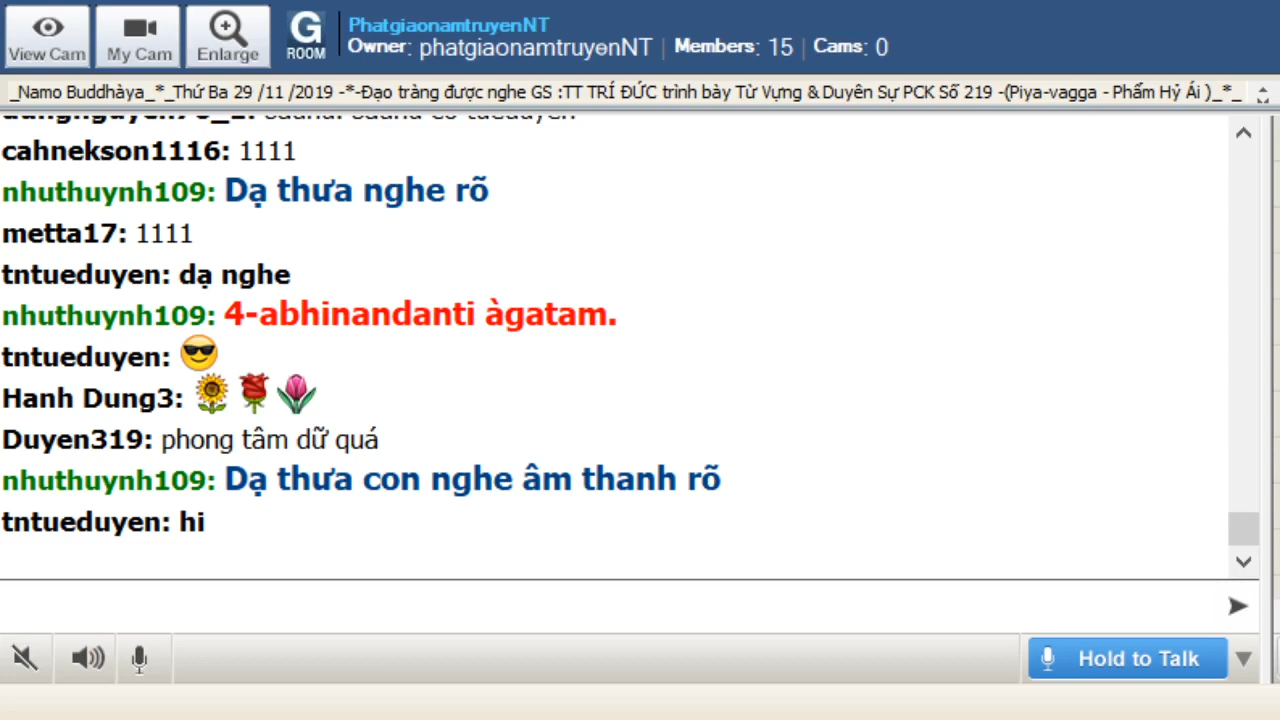 View Cam
My Cam
Enlarge
G
ROOM
PhatgiaonamtruyenNT
Owner: phatgiaonamtruyenNT | Members: 15 | Cams: 0
_Namo Buddhàya_*_Thứ Ba 29 /11 /2019 -*-Đạo tràng được nghe GS :TT TRÍ ĐỨC trình bày Từ Vựng & Duyên Sự PCK Số 219 -(Piya-vagga - Phẩm Hỷ Ái )_*_
cahnekson1116: 1111
nhuthuynh109: Dạ thưa nghe rõ
metta17: 1111
tntueduyen: dạ nghe
nhuthuynh109: 4-abhinandanti àgatam.
tntueduyen:
Hanh Dung3:
Duyen319: phong tâm dữ quá
nhuthuynh109: Dạ thưa con nghe âm thanh rõ
tntueduyen: hi
Hold to Talk